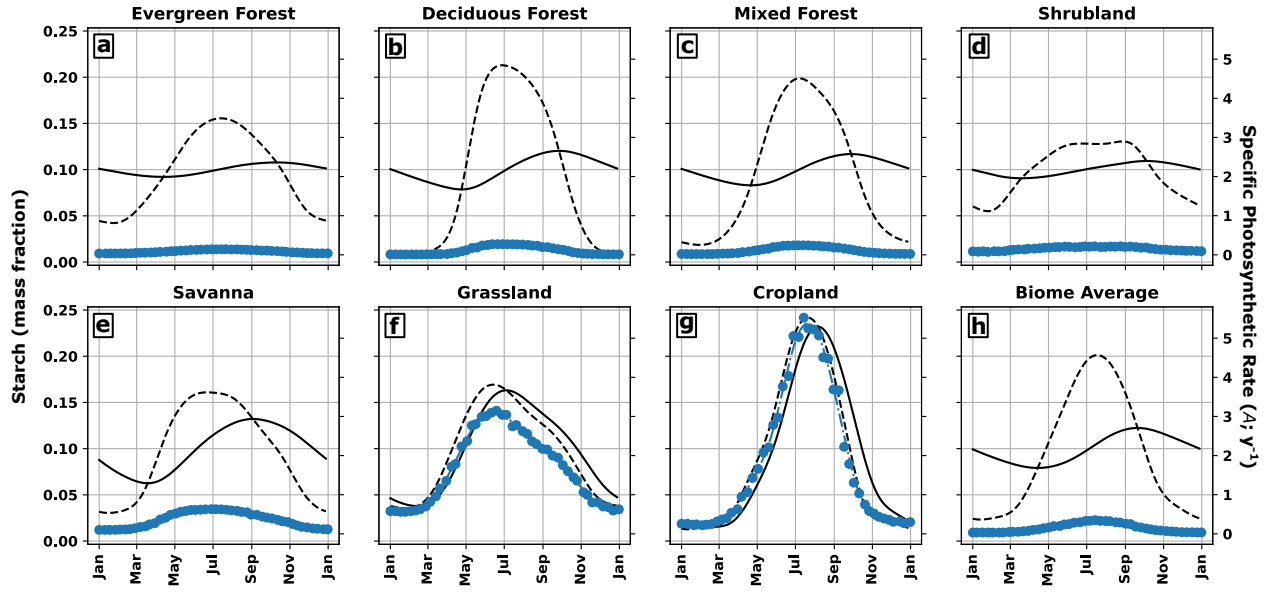 Evergreen Forest
Deciduous Forest
Mixed Forest
Shrubland
0.25
0.20
0.15
0.10
0.05
0.00
a
b
c
d
5
4
3
2
1
0
Savanna
Grassland
Cropland
Biome Average
0.25
0.20
0.15
0.10
0.05
0.00
e
f
g
h
5
4
3
2
1
0
Jan Mar May Jul Sep Nov Jan
Jan Mar May Jul Sep Nov Jan
Jan Mar May Jul Sep Nov Jan
Jan Mar May Jul Sep Nov Jan
Starch (mass fraction)
Specific Photosynthetic Rate (A; y⁻¹)